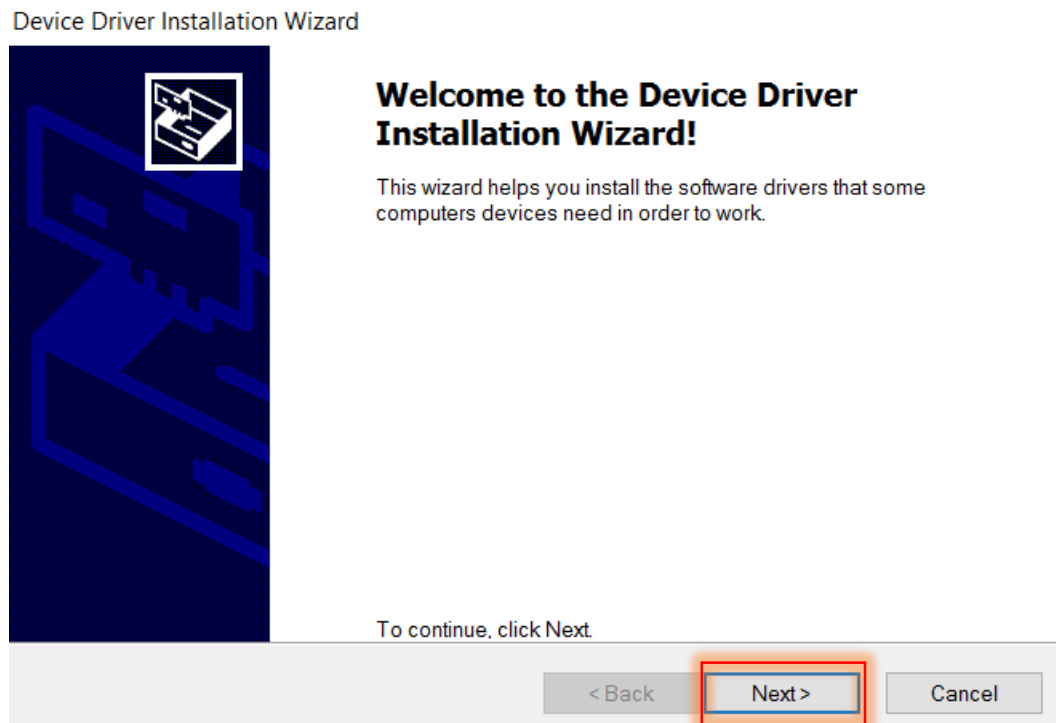 Device Driver Installation Wizard
Welcome to the Device Driver
Installation Wizard!
This wizard helps you install the software drivers that some
computers devices need in order to work.
To continue, click Next.
< Back
Next >
Cancel